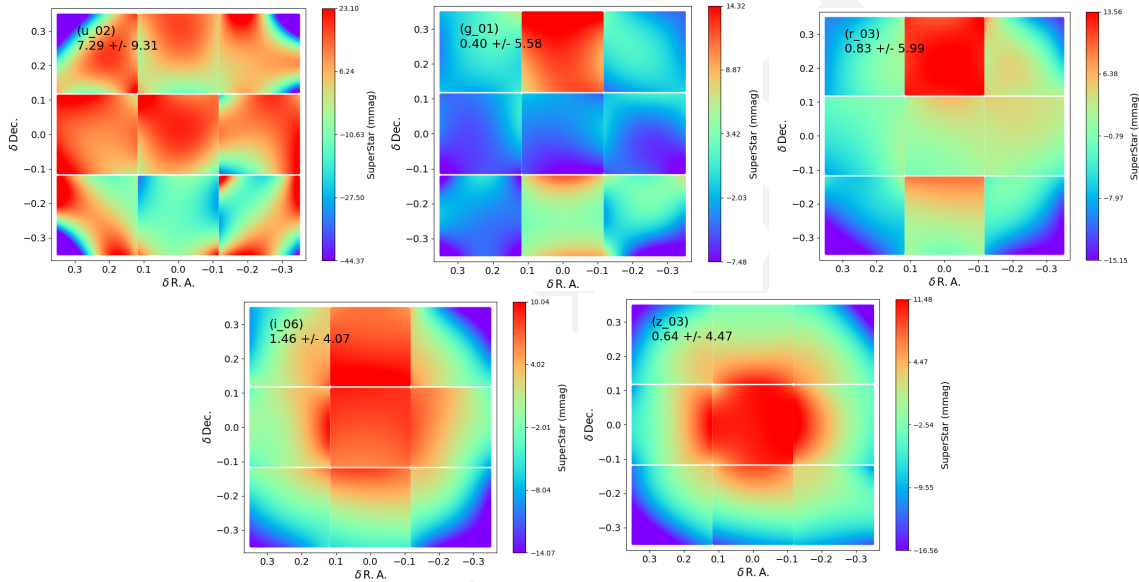 (u_02)
7.29 +/- 9.31
0.3
0.2
0.1
0.0
−0.1
−0.2
−0.3
δ Dec.
0.3 0.2 0.1 0.0 −0.1 −0.2 −0.3
δ R. A.
23.10
6.24
−10.63
−27.50
−44.37
SuperStar (mmag)
(g_01)
0.40 +/- 5.58
0.3
0.2
0.1
0.0
−0.1
−0.2
−0.3
δ Dec.
0.3 0.2 0.1 0.0 −0.1 −0.2 −0.3
δ R. A.
14.32
8.87
3.42
−2.03
−7.48
SuperStar (mmag)
(r_03)
0.83 +/- 5.99
0.3
0.2
0.1
0.0
−0.1
−0.2
−0.3
δ Dec.
0.3 0.2 0.1 0.0 −0.1 −0.2 −0.3
δ R. A.
13.56
6.38
−0.79
−7.97
−15.15
SuperStar (mmag)
(i_06)
1.46 +/- 4.07
0.3
0.2
0.1
0.0
−0.1
−0.2
−0.3
δ Dec.
0.3 0.2 0.1 0.0 −0.1 −0.2 −0.3
δ R. A.
10.04
4.02
−2.01
−8.04
−14.07
SuperStar (mmag)
(z_03)
0.64 +/- 4.47
0.3
0.2
0.1
0.0
−0.1
−0.2
−0.3
δ Dec.
0.3 0.2 0.1 0.0 −0.1 −0.2 −0.3
δ R. A.
11.48
4.47
−2.54
−9.55
−16.56
SuperStar (mmag)